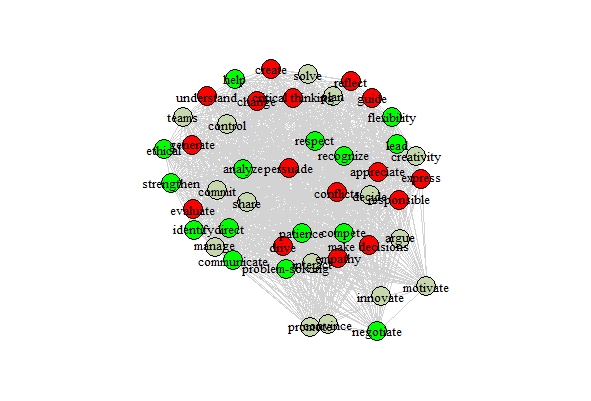 create
solve
help
reflect
understand
change
critical thinking
plan
guide
teams
control
flexibility
ethical
generate
respect
lead
recognize
creativity
analyze
persuade
appreciate
express
strengthen
commit
share
conflicts
decide
responsible
evaluate
identify
direct
patience
compete
argue
manage
drive
make decisions
communicate
problem-solving
interact
empathy
motivate
innovate
promote
convince
negotiate